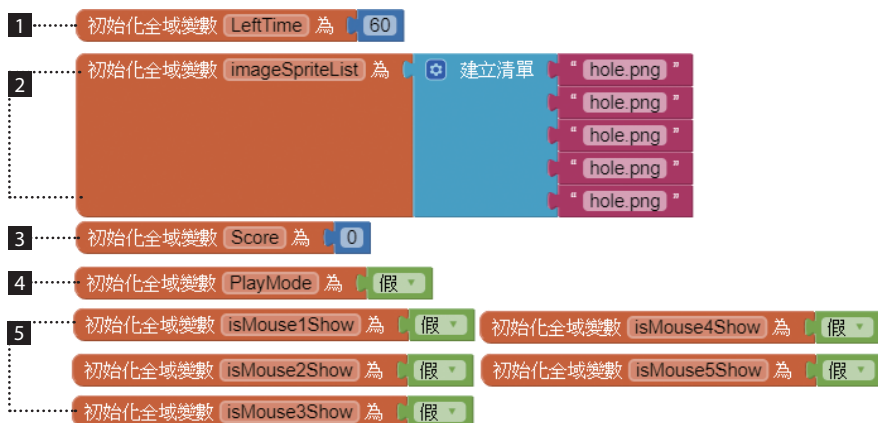 1 初始化全域變數 LeftTime 為 60
2 初始化全域變數 imageSpriteList 為 建立清單 " hole.png "
" hole.png "
" hole.png "
" hole.png "
" hole.png "
3 初始化全域變數 Score 為 0
4 初始化全域變數 PlayMode 為 假
5 初始化全域變數 isMouse1Show 為 假 初始化全域變數 isMouse4Show 為 假
初始化全域變數 isMouse2Show 為 假 初始化全域變數 isMouse5Show 為 假
初始化全域變數 isMouse3Show 為 假